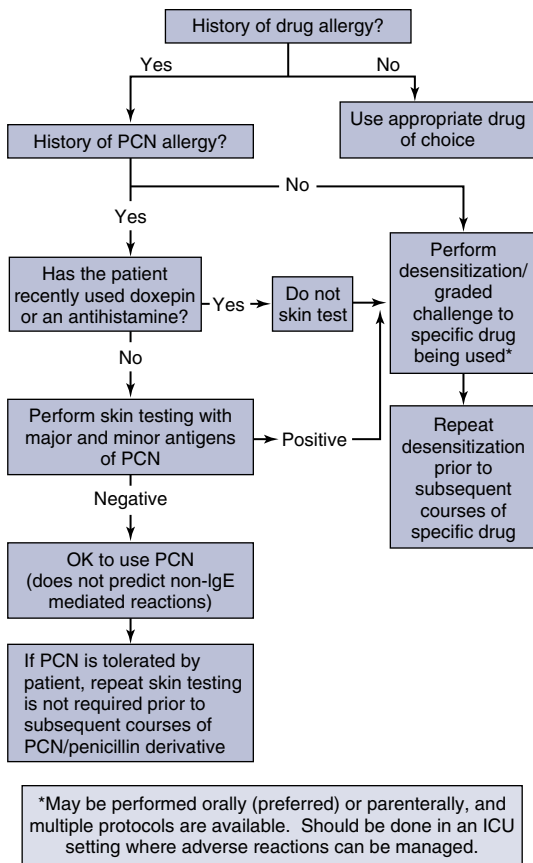 History of drug allergy?
Yes
No
History of PCN allergy?
Use appropriate drug
of choice
No
Yes
Has the patient
recently used doxepin
or an antihistamine?
Yes
Do not
skin test
Perform
desensitization/
graded
challenge to
specific drug
being used*
No
Perform skin testing with
major and minor antigens
of PCN
Positive
Repeat
desensitization
prior to
subsequent
courses of
specific drug
Negative
OK to use PCN
(does not predict non-IgE
mediated reactions)
If PCN is tolerated by
patient, repeat skin testing
is not required prior to
subsequent courses of
PCN/penicillin derivative
*May be performed orally (preferred) or parenterally, and
multiple protocols are available. Should be done in an ICU
setting where adverse reactions can be managed.